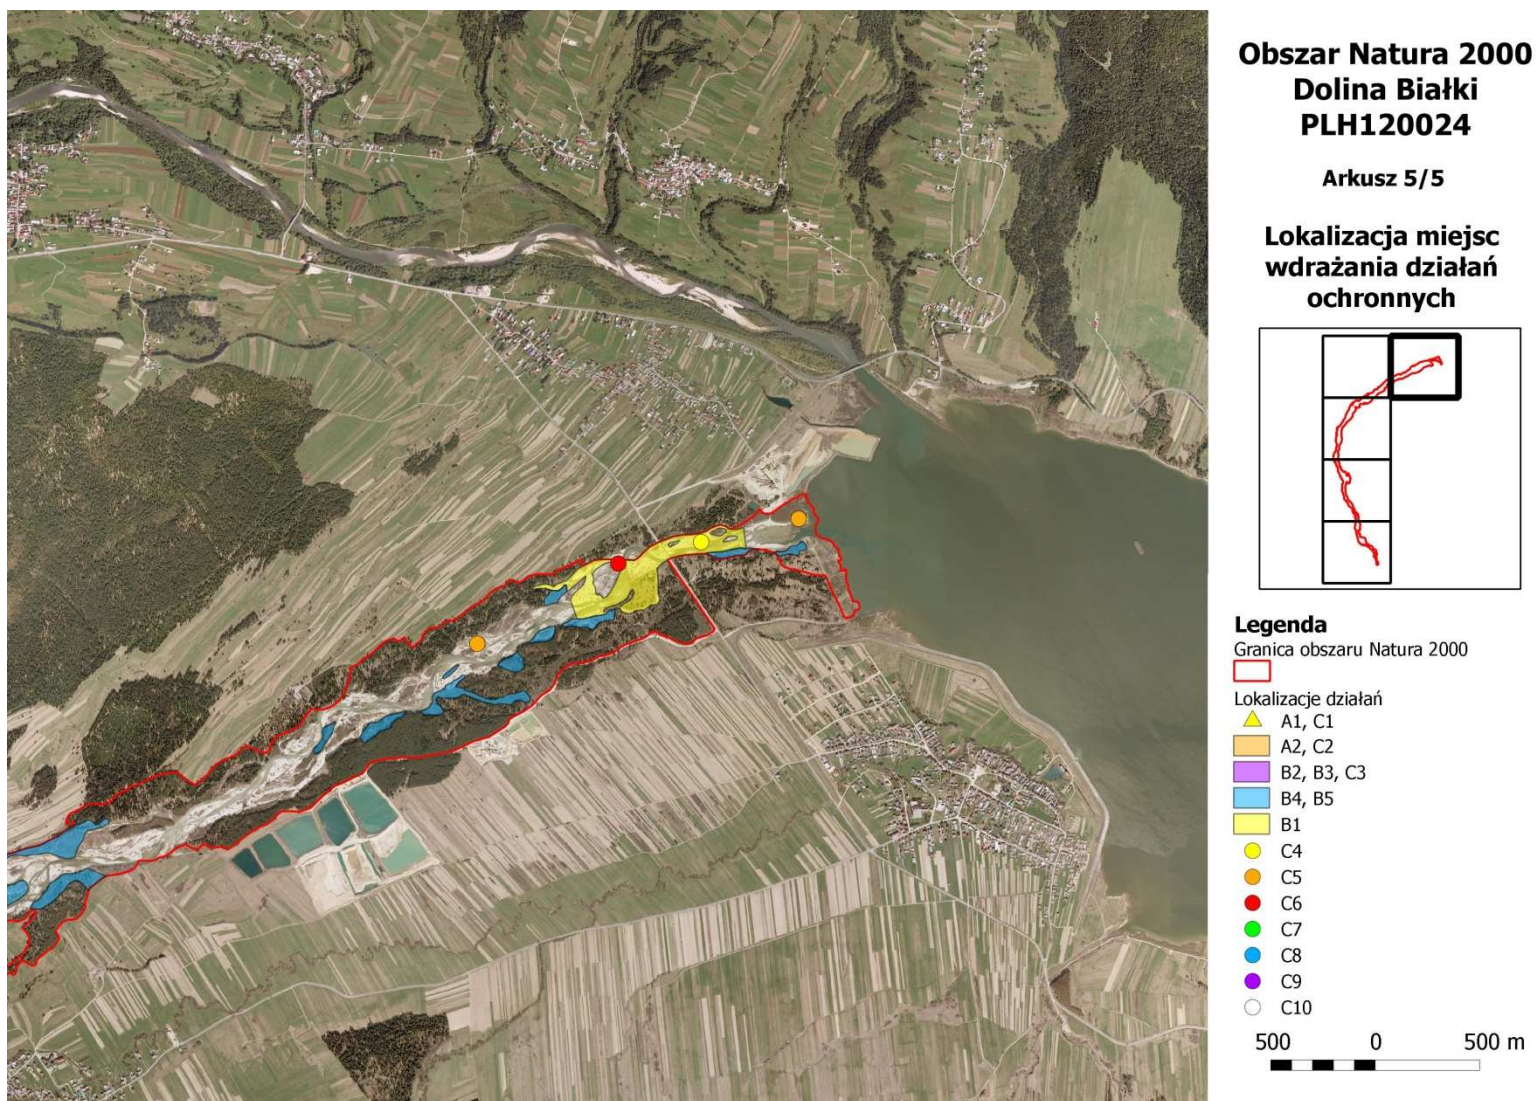 Obszar Natura 2000
Dolina Białki
PLH120024
Arkusz 5/5
Lokalizacja miejsc
wdrażania działań
ochronnych
Legenda
Granica obszaru Natura 2000
Lokalizacje działań
A1, C1
A2, C2
B2, B3, C3
B4, B5
B1
C4
C5
C6
C7
C8
C9
C10
500 0 500 m